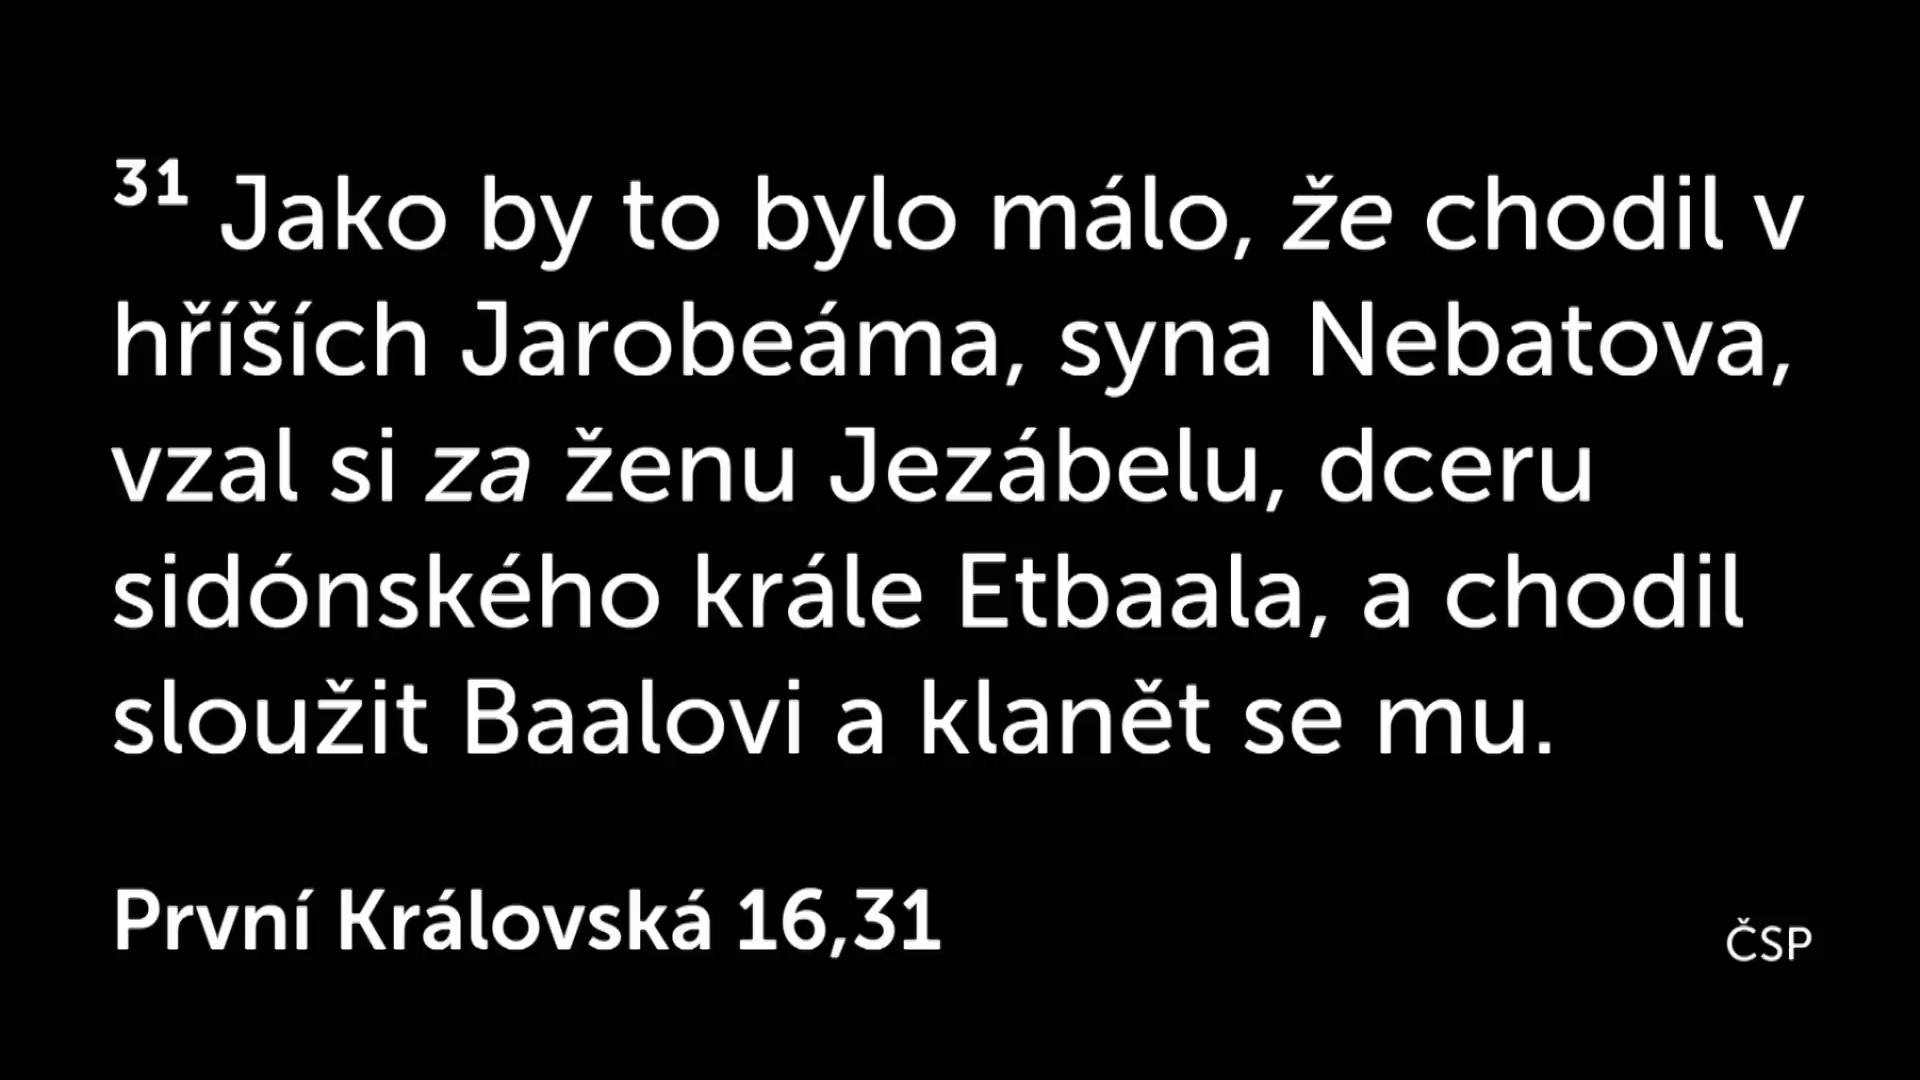 31 Jako by to bylo málo, že chodil v
hříších Jarobeáma, syna Nebatova,
vzal si za ženu Jezábelu, dceru
sidónského krále Etbaala, a chodil
sloužit Baalovi a klanět se mu.
První Královská 16,31
ČSP